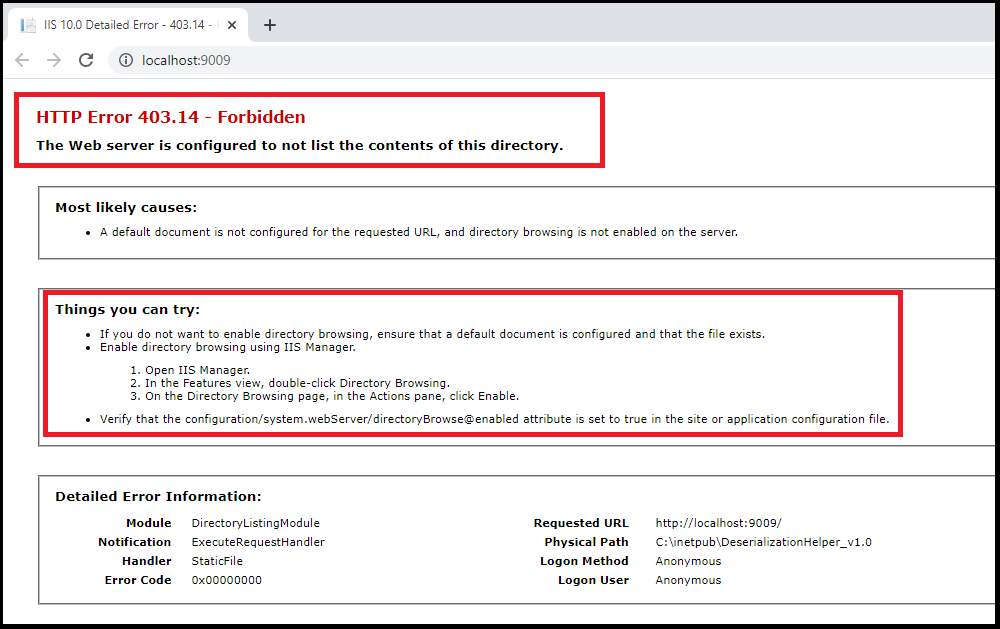 IIS 10.0 Detailed Error - 403.14 -
localhost:9009
HTTP Error 403.14 - Forbidden
The Web server is configured to not list the contents of this directory.
Most likely causes:
• A default document is not configured for the requested URL, and directory browsing is not enabled on the server.
Things you can try:
• If you do not want to enable directory browsing, ensure that a default document is configured and that the file exists.
• Enable directory browsing using IIS Manager.
1. Open IIS Manager.
2. In the Features view, double-click Directory Browsing.
3. On the Directory Browsing page, in the Actions pane, click Enable.
• Verify that the configuration/system.webServer/directoryBrowse@enabled attribute is set to true in the site or application configuration file.
Detailed Error Information:
Module DirectoryListingModule
Notification ExecuteRequestHandler
Handler StaticFile
Error Code 0x00000000
Requested URL http://localhost:9009/
Physical Path C:\inetpub\DeserializationHelper_v1.0
Logon Method Anonymous
Logon User Anonymous